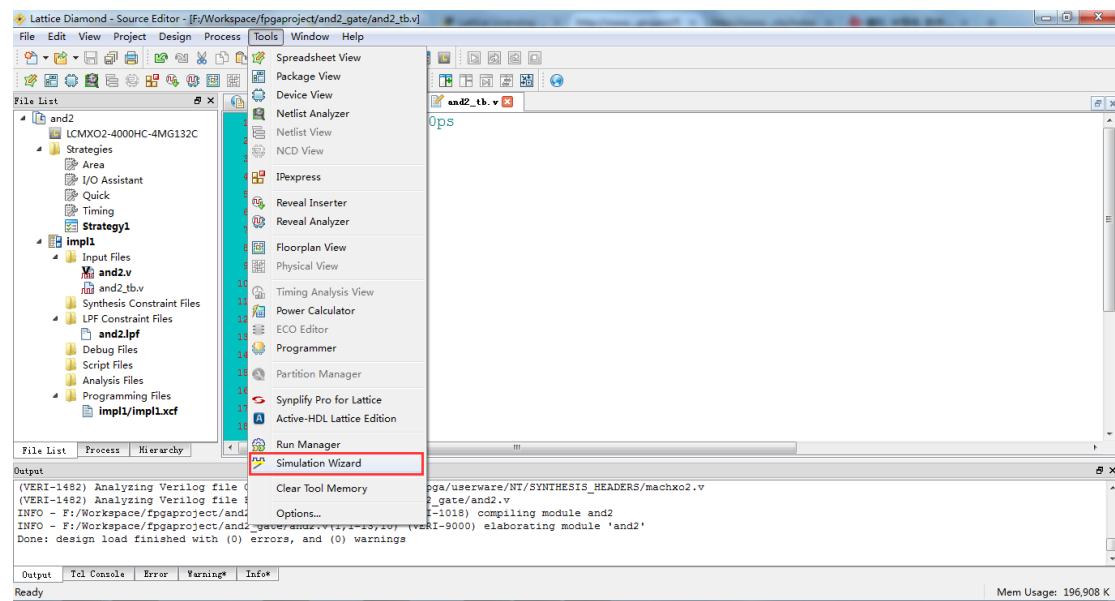 Lattice Diamond - Source Editor - [F:/Workspace/fpgaproject/and2_gate/and2_tb.v]
File Edit View Project Design Process Tools Window Help
File List
and2
LCMXO2-4000HC-4MG132C
Strategies
Area
I/O Assistant
Quick
Timing
Strategy1
impl1
Input Files
and2.v
and2_tb.v
Synthesis Constraint Files
LPF Constraint Files
and2.lpf
Debug Files
Script Files
Analysis Files
Programming Files
impl1/impl1.xcf
File List Process Hierarchy
Spreadsheet View
Package View
Device View
Netlist Analyzer
Netlist View
NCD View
IPexpress
Reveal Inserter
Reveal Analyzer
Floorplan View
Physical View
Timing Analysis View
Power Calculator
ECO Editor
Programmer
Partition Manager
Synplify Pro for Lattice
Active-HDL Lattice Edition
Run Manager
Simulation Wizard
Clear Tool Memory
Options...
and2_tb.v
0ps
Output
(VERI-1482) Analyzing Verilog file pga/userware/NT/SYNTHESIS_HEADERS/machxo2.v
(VERI-1482) Analyzing Verilog file 2_gate/and2.v
INFO - F:/Workspace/fpgaproject/ I-1018) compiling module and2
INFO - F:/Workspace/fpgaproject/and2_gate/and2.v(1,1-13,10) (VERI-9000) elaborating module 'and2'
Done: design load finished with (0) errors, and (0) warnings
Output Tcl Console Error Warning* Info*
Ready
Mem Usage: 196,908 K